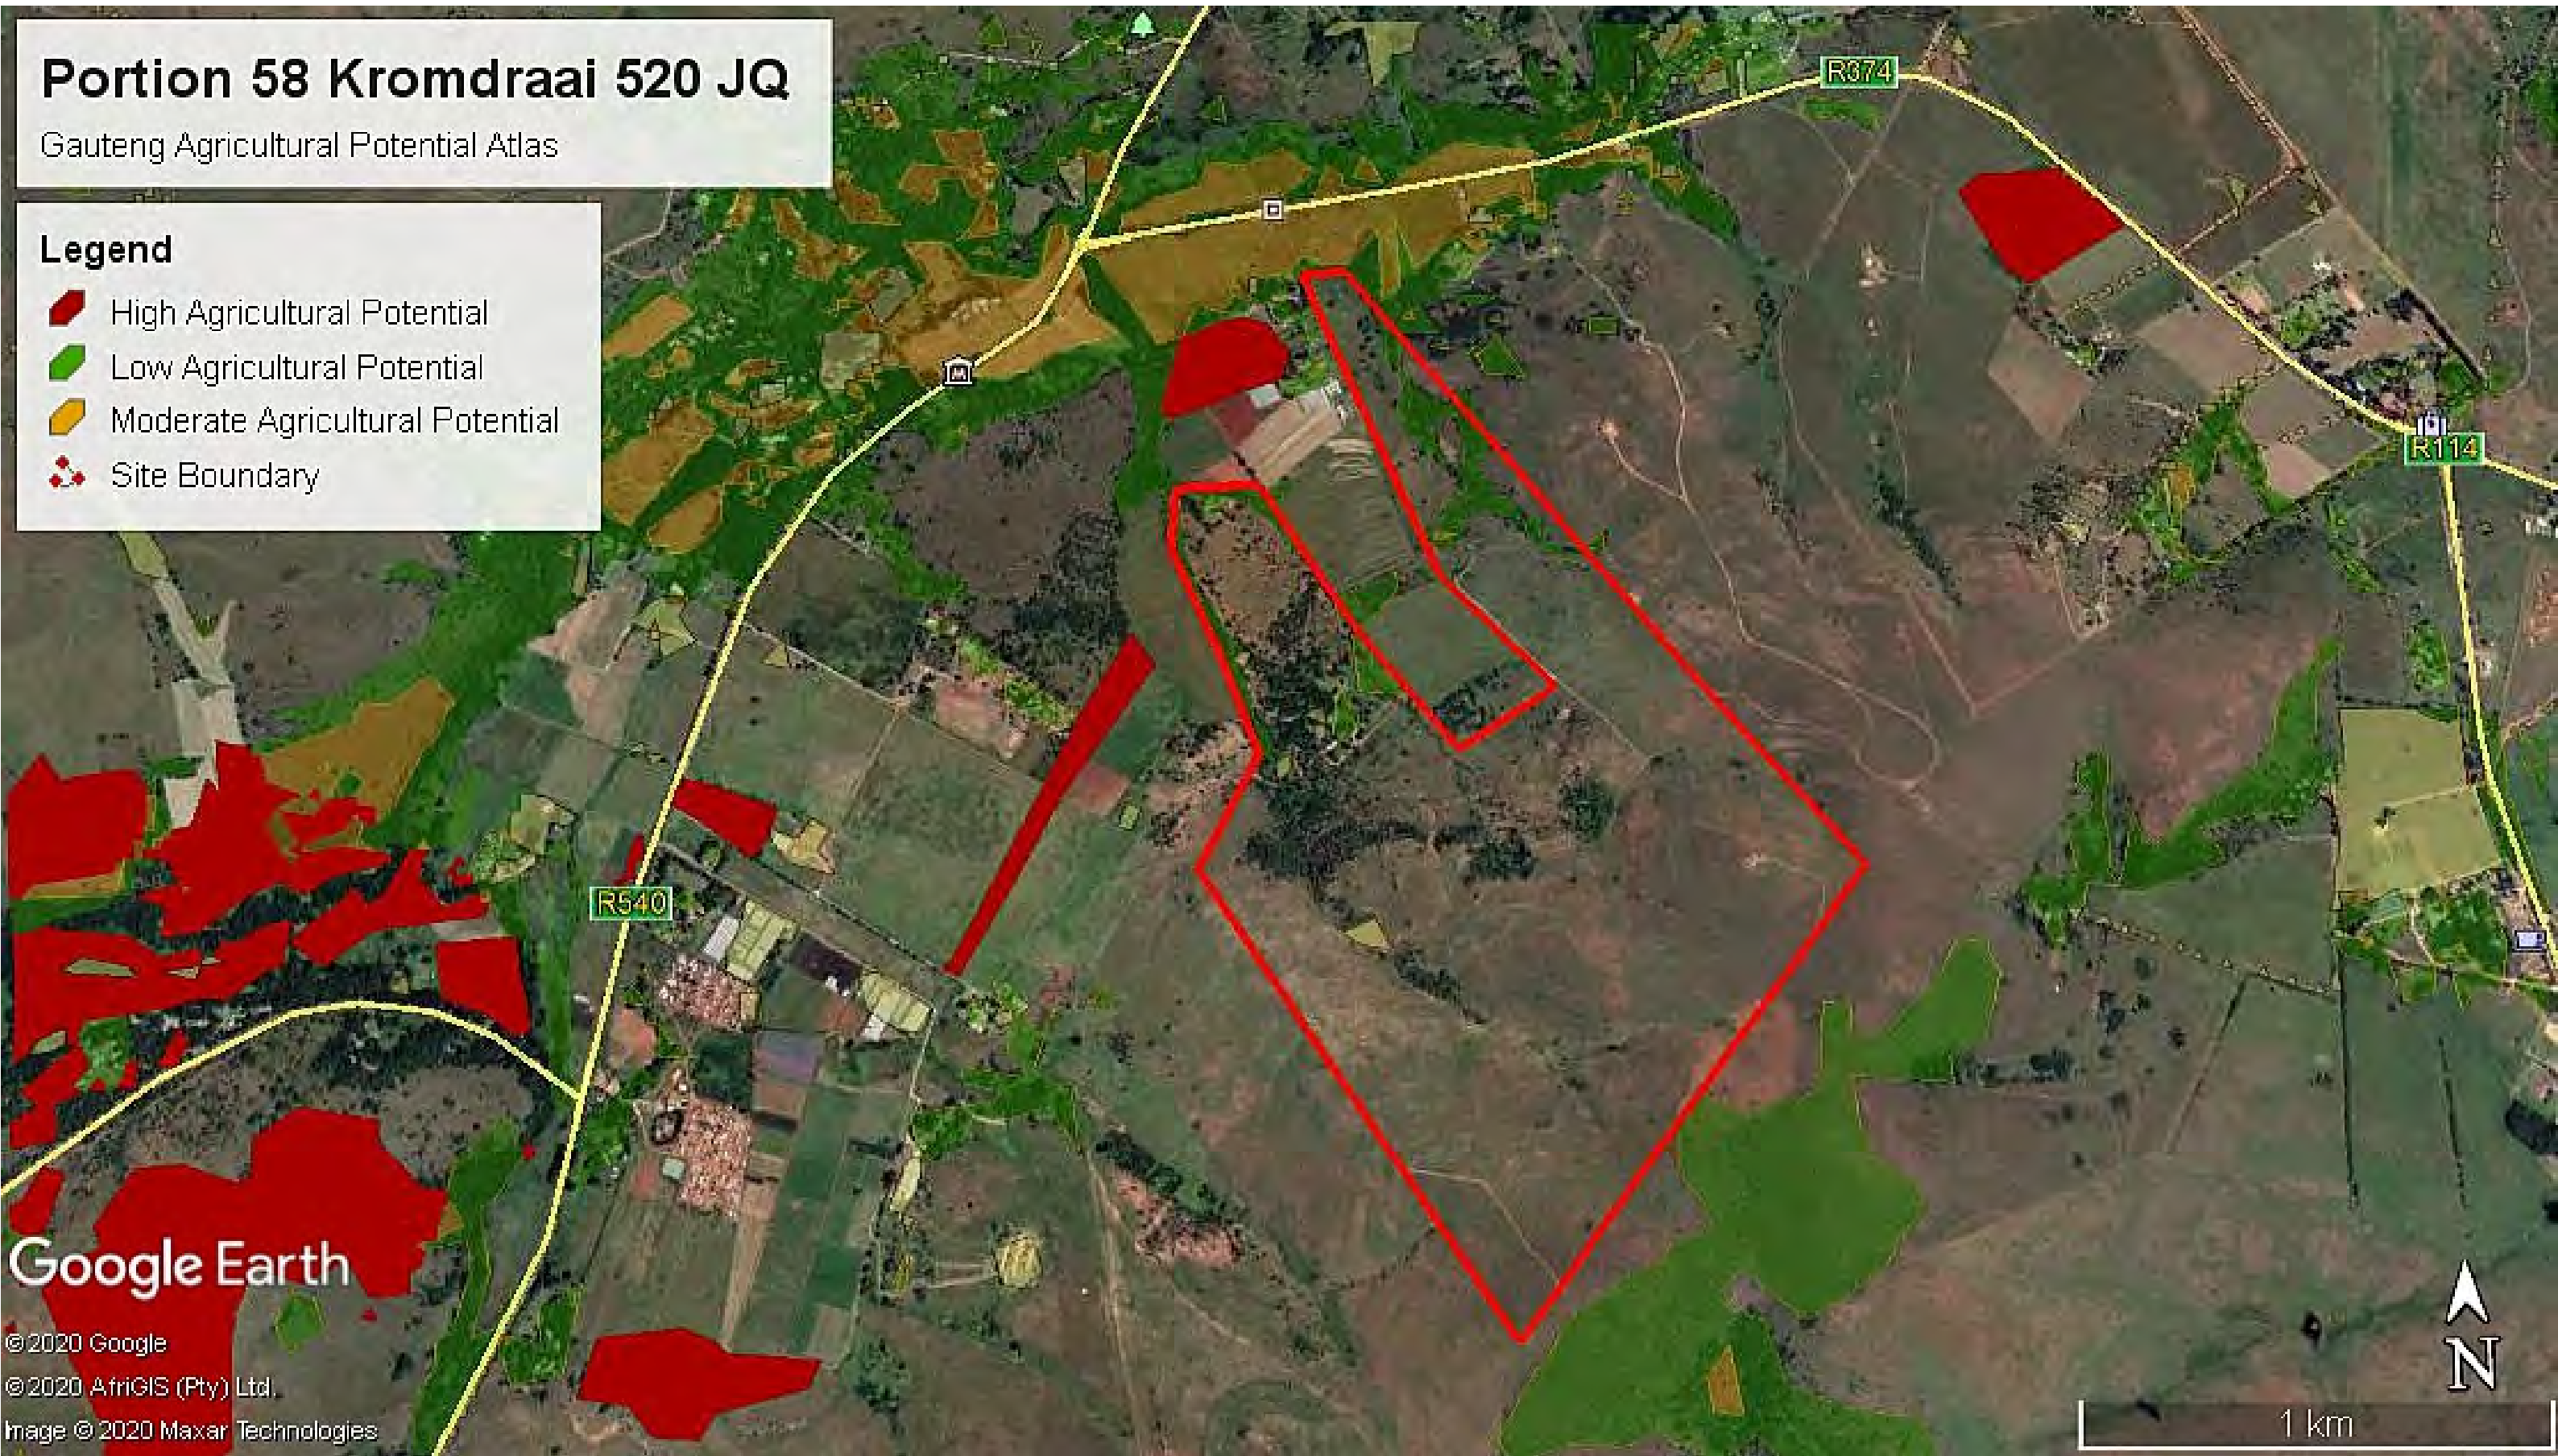 Portion 58 Kromdraai 520 JQ
Gauteng Agricultural Potential Atlas
Legend
High Agricultural Potential
Low Agricultural Potential
Moderate Agricultural Potential
Site Boundary
R374
R114
R540
Google Earth
© 2020 Google
© 2020 AfriGIS (Pty) Ltd.
Image © 2020 Maxar Technologies
N
1 km